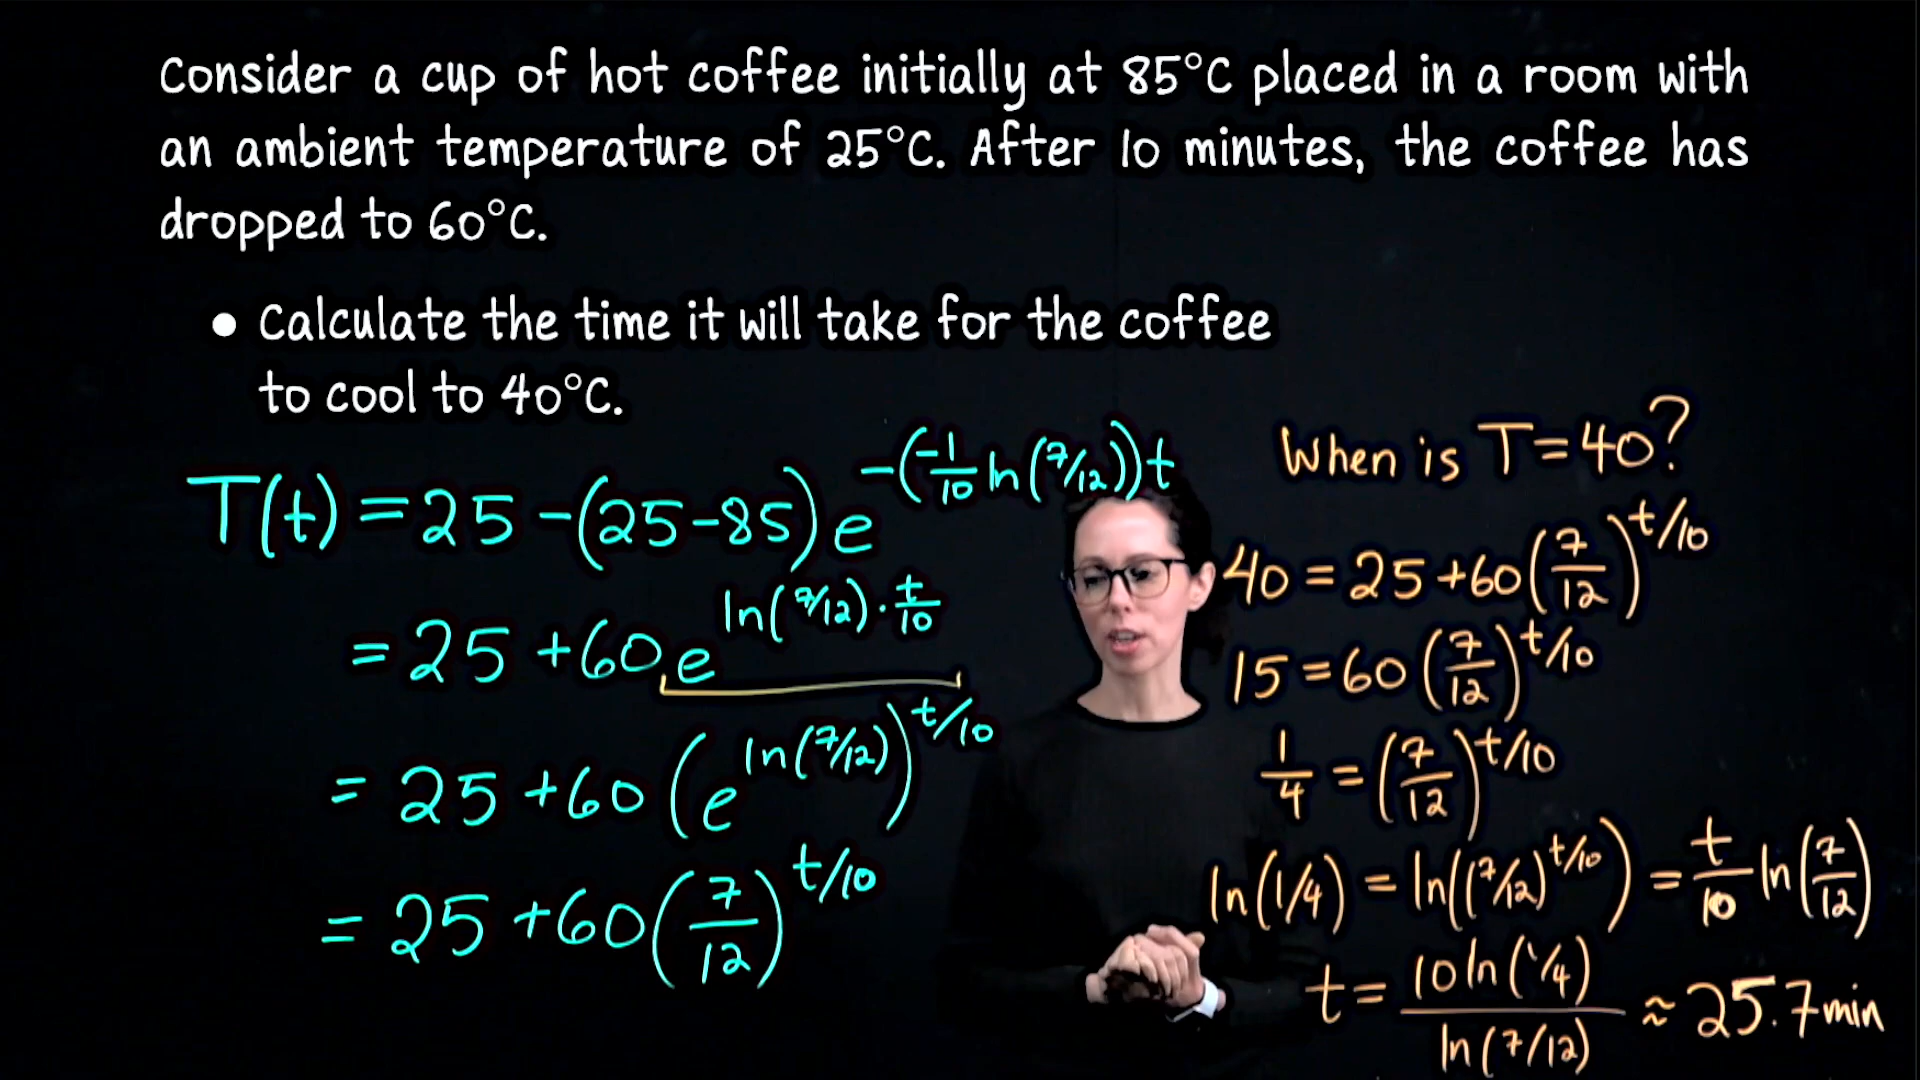 Consider a cup of hot coffee initially at 85°C placed in a room with
an ambient temperature of 25°C. After 10 minutes, the coffee has
dropped to 60°C.
• Calculate the time it will take for the coffee
to cool to 40°C.
T(t) = 25 - (25 - 85) e^{-(-1/10 ln(7/12)) t}
= 25 + 60 e^{ln(7/12) · t/10}
= 25 + 60 (e^{ln(7/12)})^{t/10}
= 25 + 60 (7/12)^{t/10}
When is T = 40?
40 = 25 + 60 (7/12)^{t/10}
15 = 60 (7/12)^{t/10}
1/4 = (7/12)^{t/10}
ln(1/4) = ln((7/12)^{t/10}) = t/10 ln(7/12)
t = 10 ln(1/4) / ln(7/12) ≈ 25.7 min